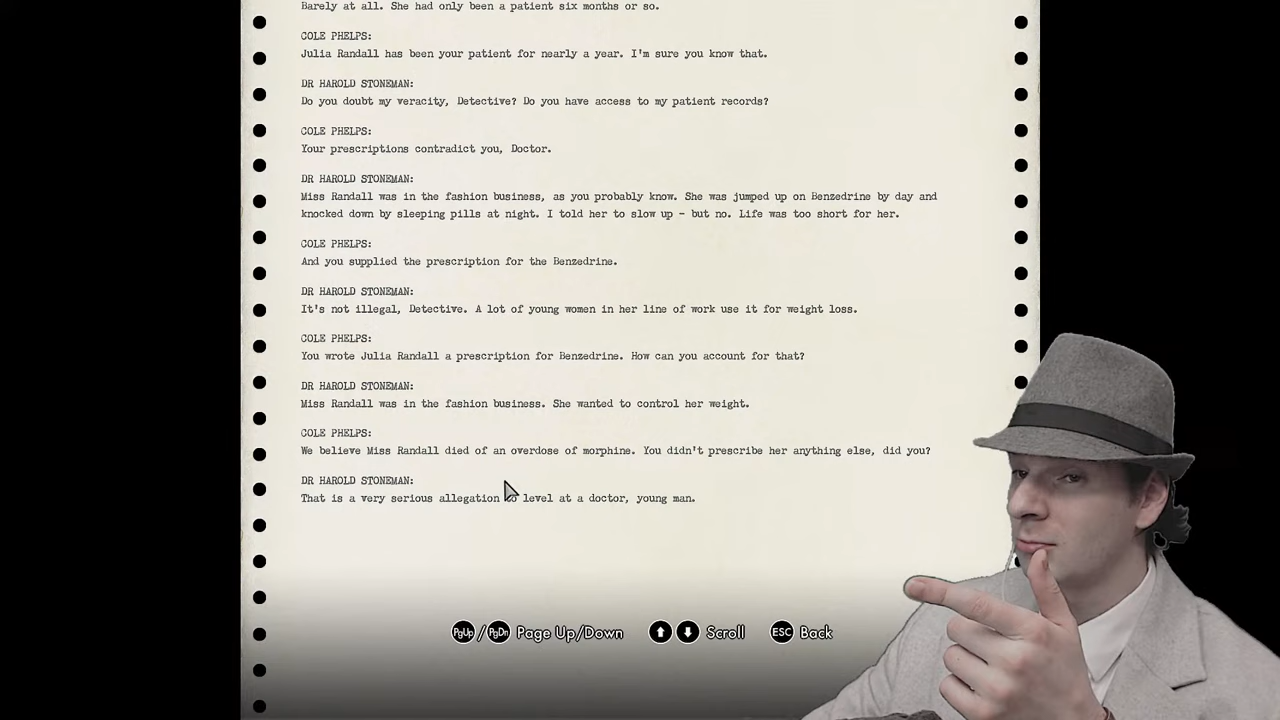 Barely at all. She had only been a patient six months or so.
COLE PHELPS:
Julia Randall has been your patient for nearly a year. I'm sure you know that.
DR HAROLD STONEMAN:
Do you doubt my veracity, Detective? Do you have access to my patient records?
COLE PHELPS:
Your prescriptions contradict you, Doctor.
DR HAROLD STONEMAN:
Miss Randall was in the fashion business, as you probably know. She was jumped up on Benzedrine by day and
knocked down by sleeping pills at night. I told her to slow up - but no. Life was too short for her.
COLE PHELPS:
And you supplied the prescription for the Benzedrine.
DR HAROLD STONEMAN:
It's not illegal, Detective. A lot of young women in her line of work use it for weight loss.
COLE PHELPS:
You wrote Julia Randall a prescription for Benzedrine. How can you account for that?
DR HAROLD STONEMAN:
Miss Randall was in the fashion business. She wanted to control her weight.
COLE PHELPS:
We believe Miss Randall died of an overdose of morphine. You didn't prescribe her anything else, did you?
DR HAROLD STONEMAN:
That is a very serious allegation to level at a doctor, young man.
PgUp / PgDn Page Up/Down Scroll ESC Back